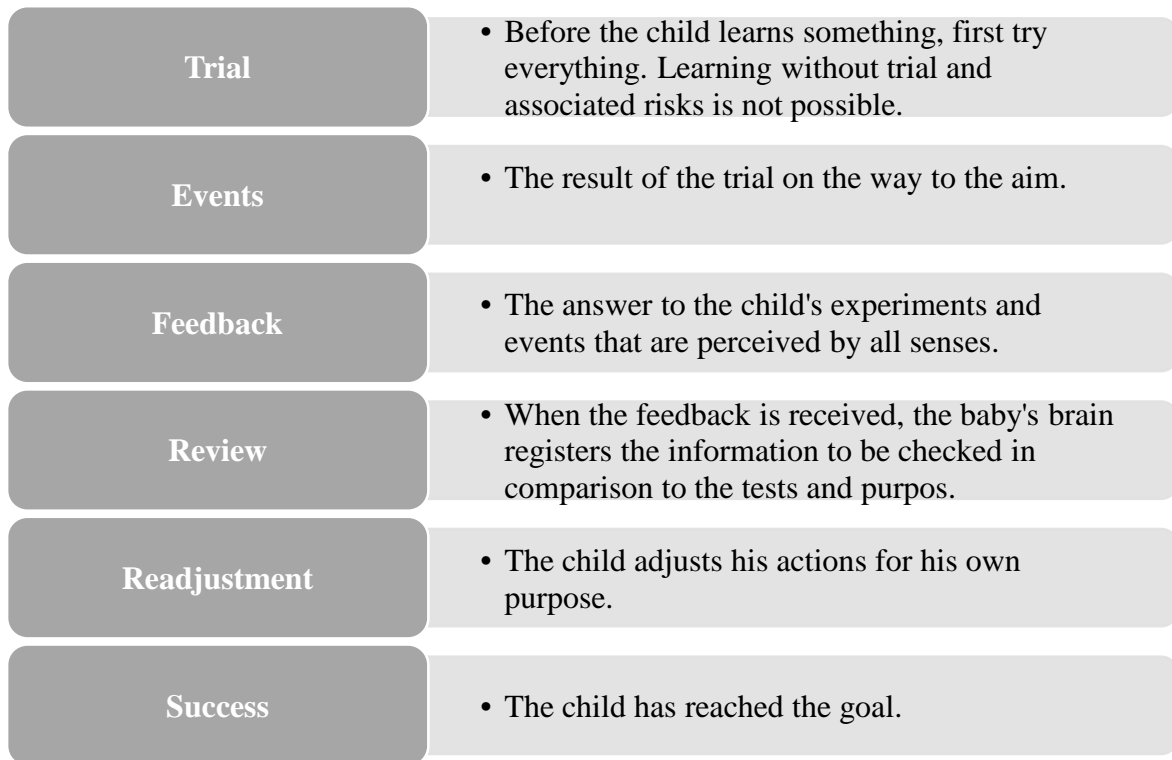 Trial
• Before the child learns something, first try
everything. Learning without trial and
associated risks is not possible.
Events
• The result of the trial on the way to the aim.
Feedback
• The answer to the child's experiments and
events that are perceived by all senses.
Review
• When the feedback is received, the baby's brain
registers the information to be checked in
comparison to the tests and purpos.
Readjustment
• The child adjusts his actions for his own
purpose.
Success
• The child has reached the goal.